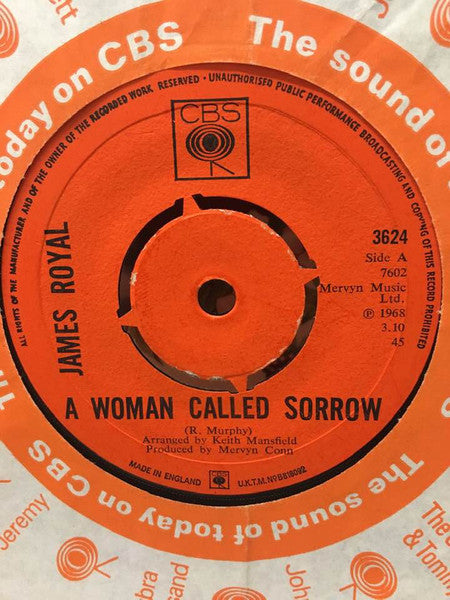 today on CBS
The sound of
ALL RIGHTS OF THE MANUFACTURER AND OF THE OWNER OF THE RECORDED WORK RESERVED · UNAUTHORISED PUBLIC PERFORMANCE BROADCASTING AND COPYING OF THIS RECORD PROHIBITED
CBS
JAMES ROYAL
3624
Side A
7602
Mervyn Music
Ltd.
℗ 1968
3.10
45
A WOMAN CALLED SORROW
(R. Murphy)
Arranged by Keith Mansfield
Produced by Mervyn Conn
MADE IN ENGLAND
U.K.T.M. NºB818092
The sound of today on CBS
Jeremy